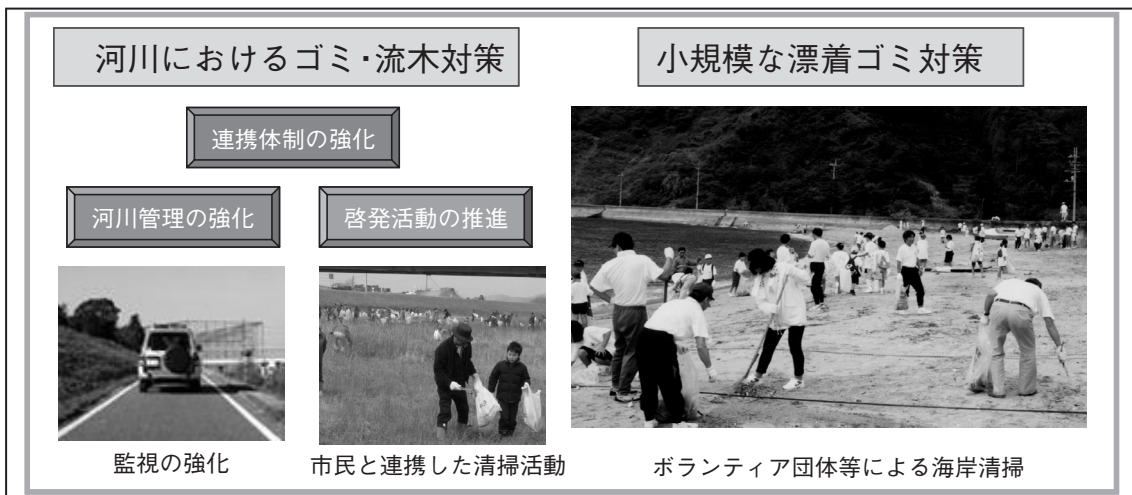 河川におけるゴミ・流木対策
連携体制の強化
河川管理の強化
啓発活動の推進
監視の強化
市民と連携した清掃活動
小規模な漂着ゴミ対策
ボランティア団体等による海岸清掃